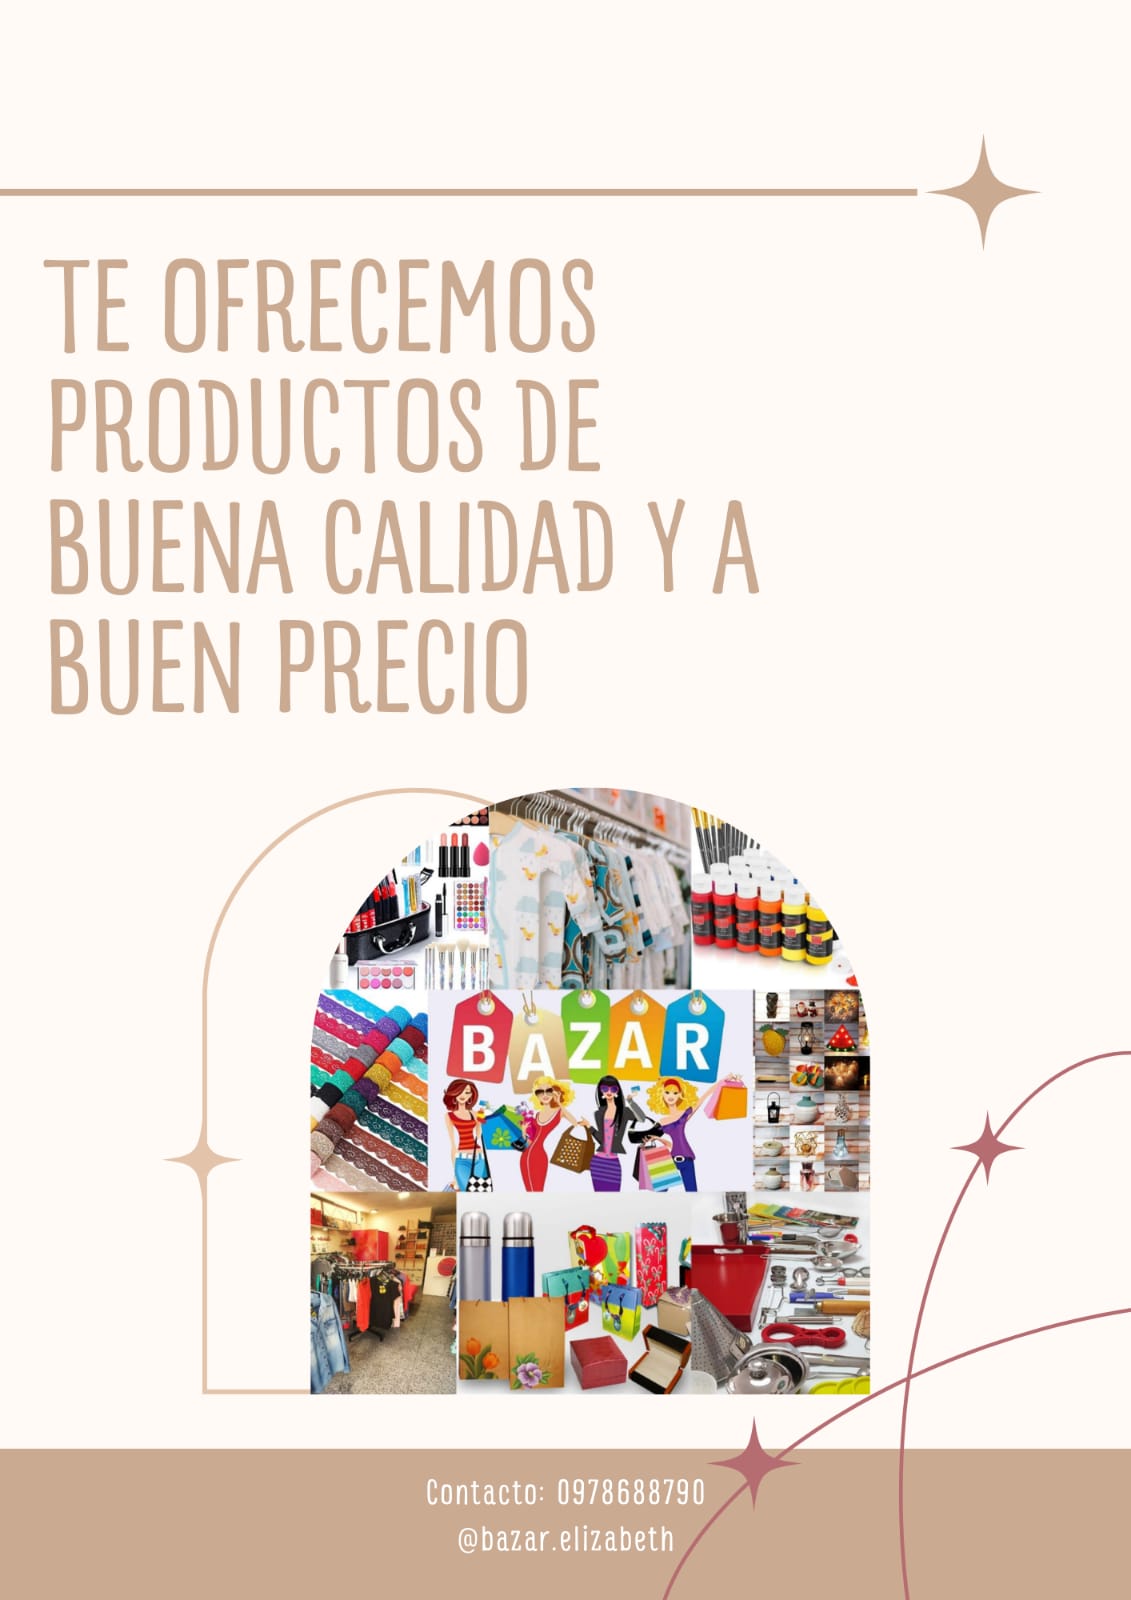 TE OFRECEMOS
PRODUCTOS DE
BUENA CALIDAD Y A
BUEN PRECIO
BAZAR
Contacto: 0978688790
@bazar.elizabeth